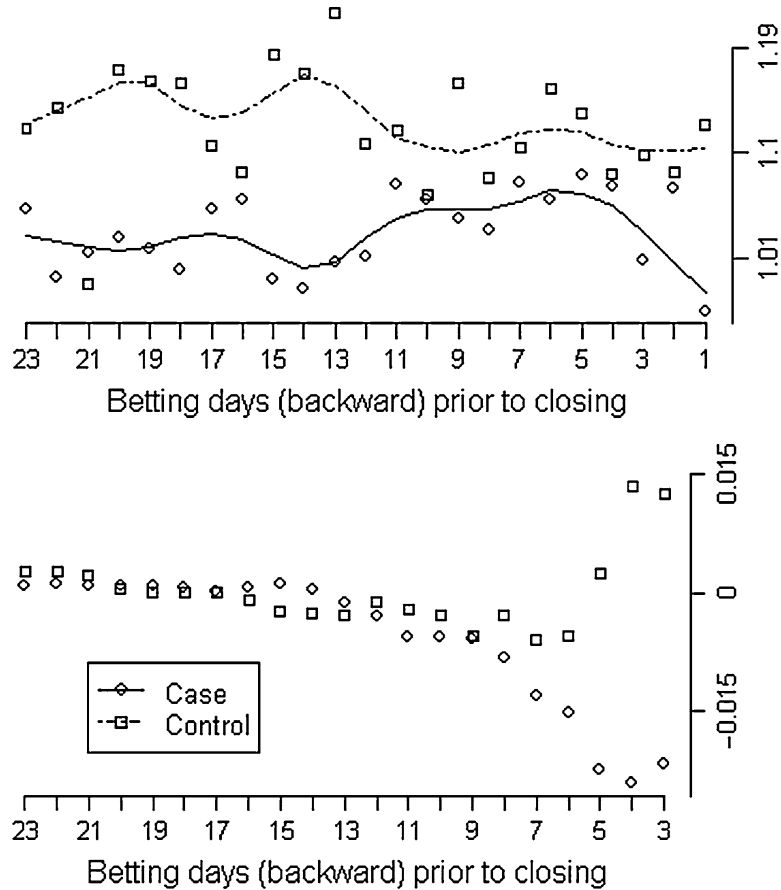 1.19
1.1
1.01
23 21 19 17 15 13 11 9 7 5 3 1
Betting days (backward) prior to closing
0.015
0
-0.015
Case
Control
23 21 19 17 15 13 11 9 7 5 3
Betting days (backward) prior to closing